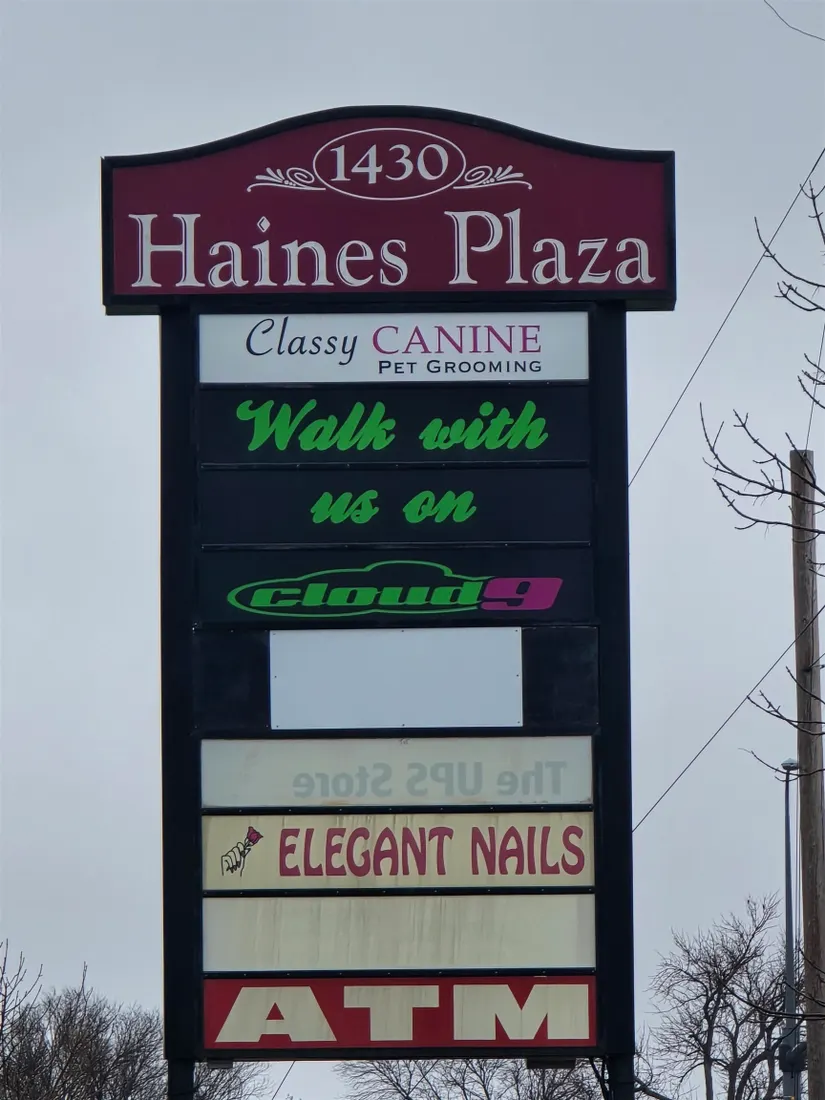 1430
Haines Plaza
Classy CANINE
PET GROOMING
Walk with
us on
cloud9
The UPS Store
ELEGANT NAILS
ATM